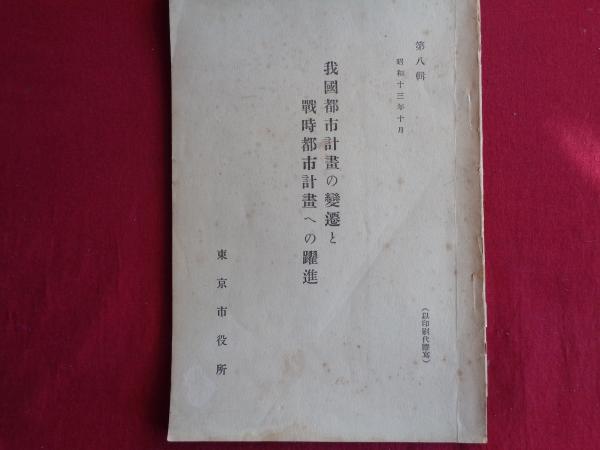 第八輯
昭和十三年十月
我國都市計畫の變遷と
戰時都市計畫への躍進
東京市役所
(以印刷代謄寫)